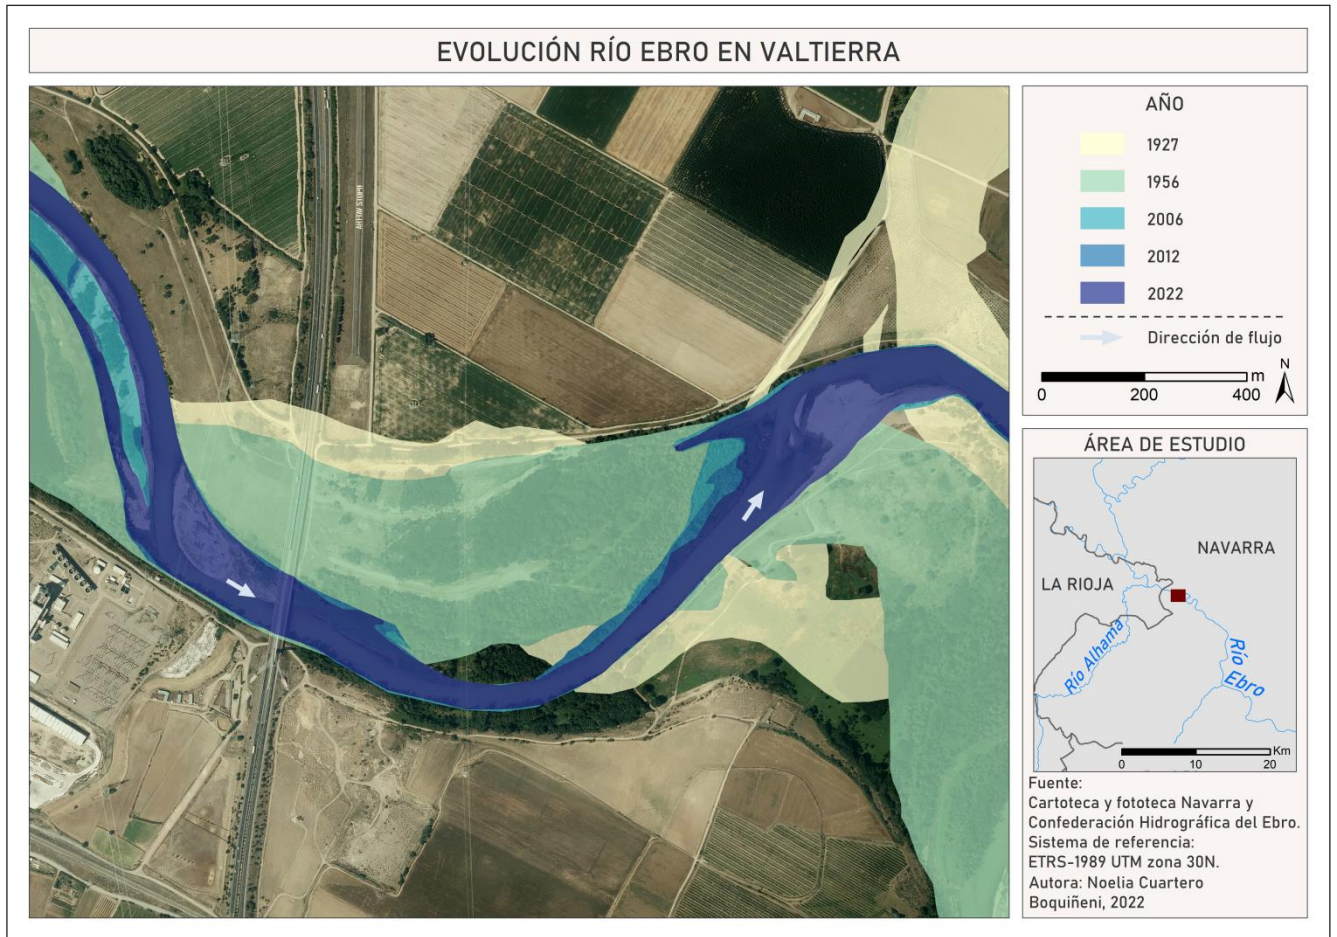 EVOLUCIÓN RÍO EBRO EN VALTIERRA
AÑO
1927
1956
2006
2012
2022
Dirección de flujo
N
m
0 200 400
ÁREA DE ESTUDIO
NAVARRA
LA RIOJA
Río Alhama
Río
Ebro
Km
0 10 20
Fuente:
Cartoteca y fototeca Navarra y
Confederación Hidrográfica del Ebro.
Sistema de referencia:
ETRS-1989 UTM zona 30N.
Autora: Noelia Cuartero
Boquiñeni, 2022